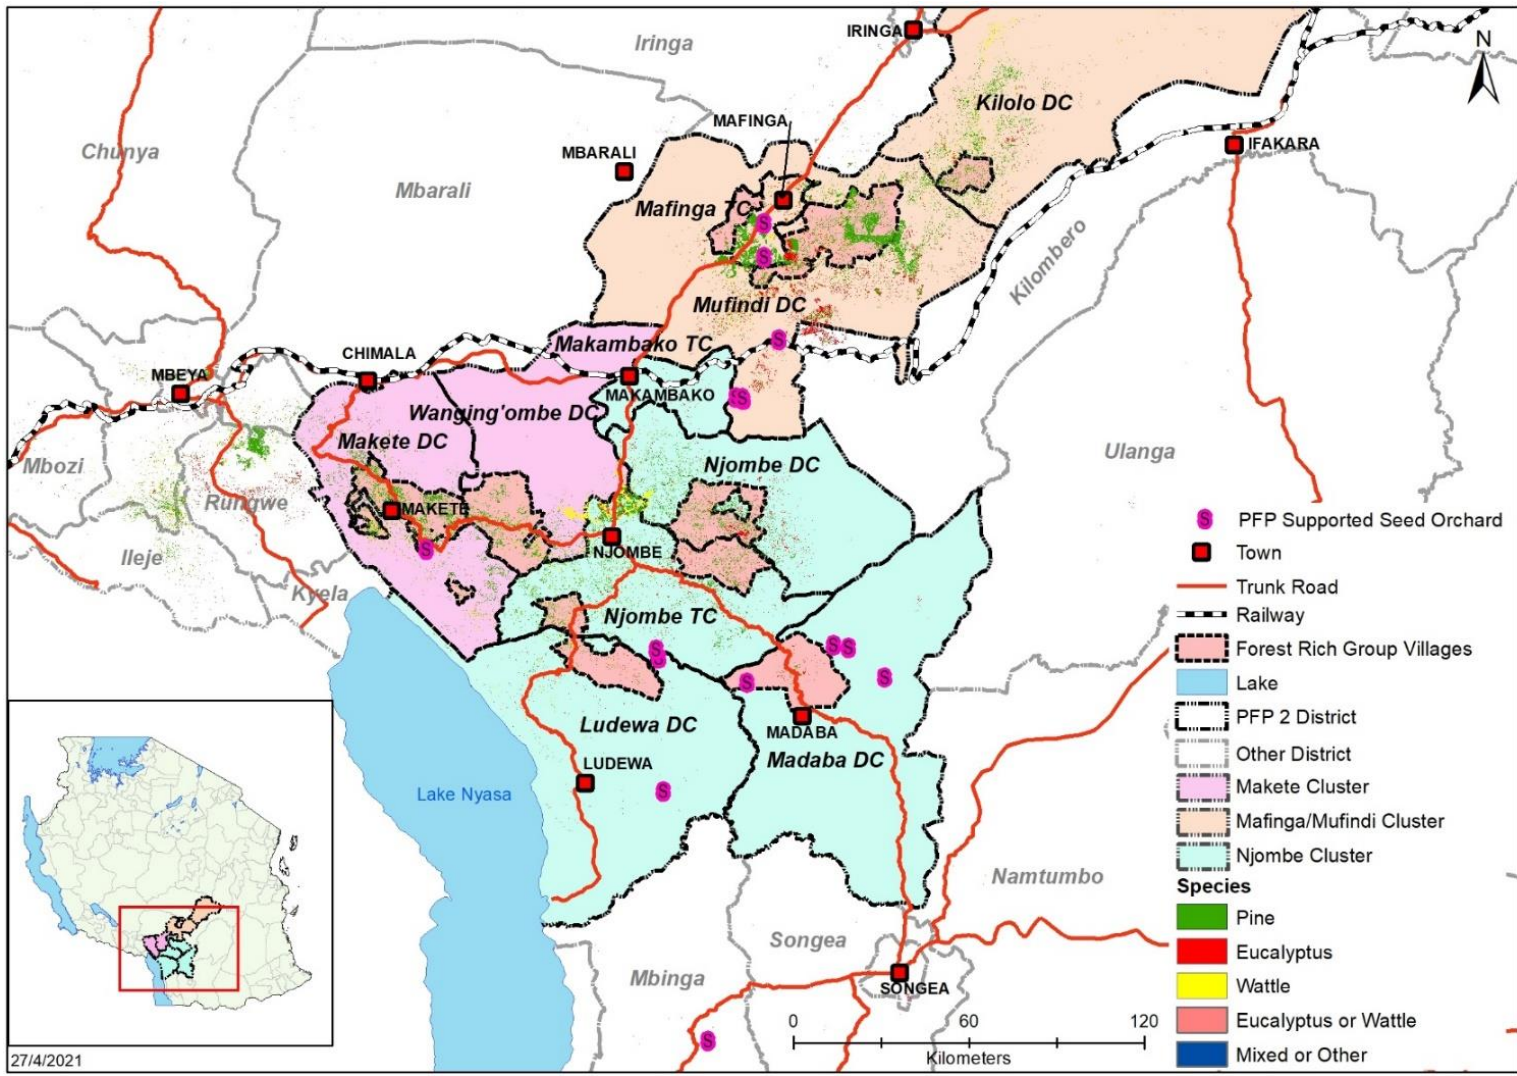 IRINGA
Iringa
N
Kilolo DC
MAFINGA
IFAKARA
Chunya
MBARALI
Mbarali
Mafinga TC
S
S
Kilombero
Mufindi DC
Makambako TC
S
CHIMALA
MBEYA
MAKAMBAKO
S S
Wanging'ombe DC
Makete DC
Mbozi
Njombe DC
Ulanga
Rungwe
MAKETE
S
NJOMBE
Ileje
Kyela
Njombe TC
S
S
S S
S
S
Ludewa DC
MADABA
Madaba DC
LUDEWA
S
Lake Nyasa
Namtumbo
Songea
Mbinga
SONGEA
S
0 60 120
Kilometers
S PFP Supported Seed Orchard
Town
Trunk Road
Railway
Forest Rich Group Villages
Lake
PFP 2 District
Other District
Makete Cluster
Mafinga/Mufindi Cluster
Njombe Cluster
Species
Pine
Eucalyptus
Wattle
Eucalyptus or Wattle
Mixed or Other
27/4/2021